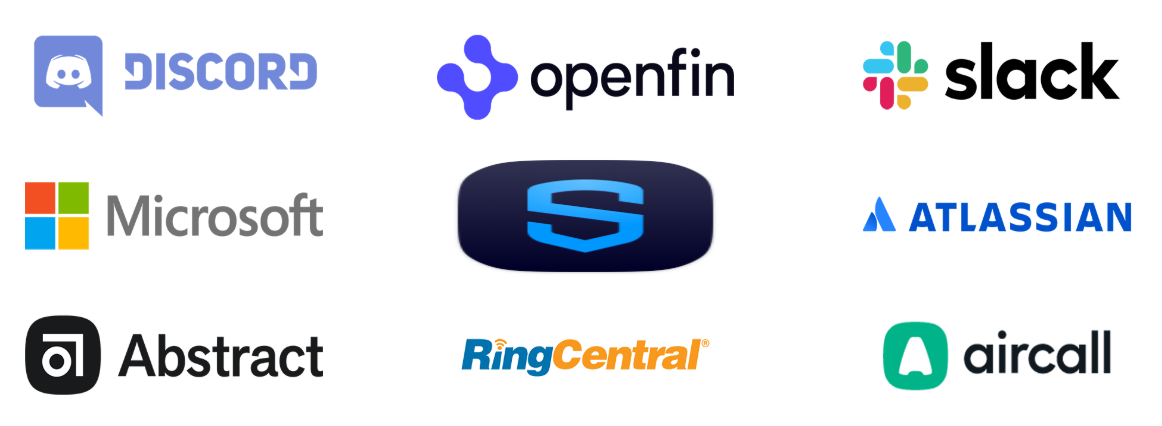 DISCORD
openfin
slack
Microsoft
S
ATLASSIAN
Abstract
RingCentral®
aircall